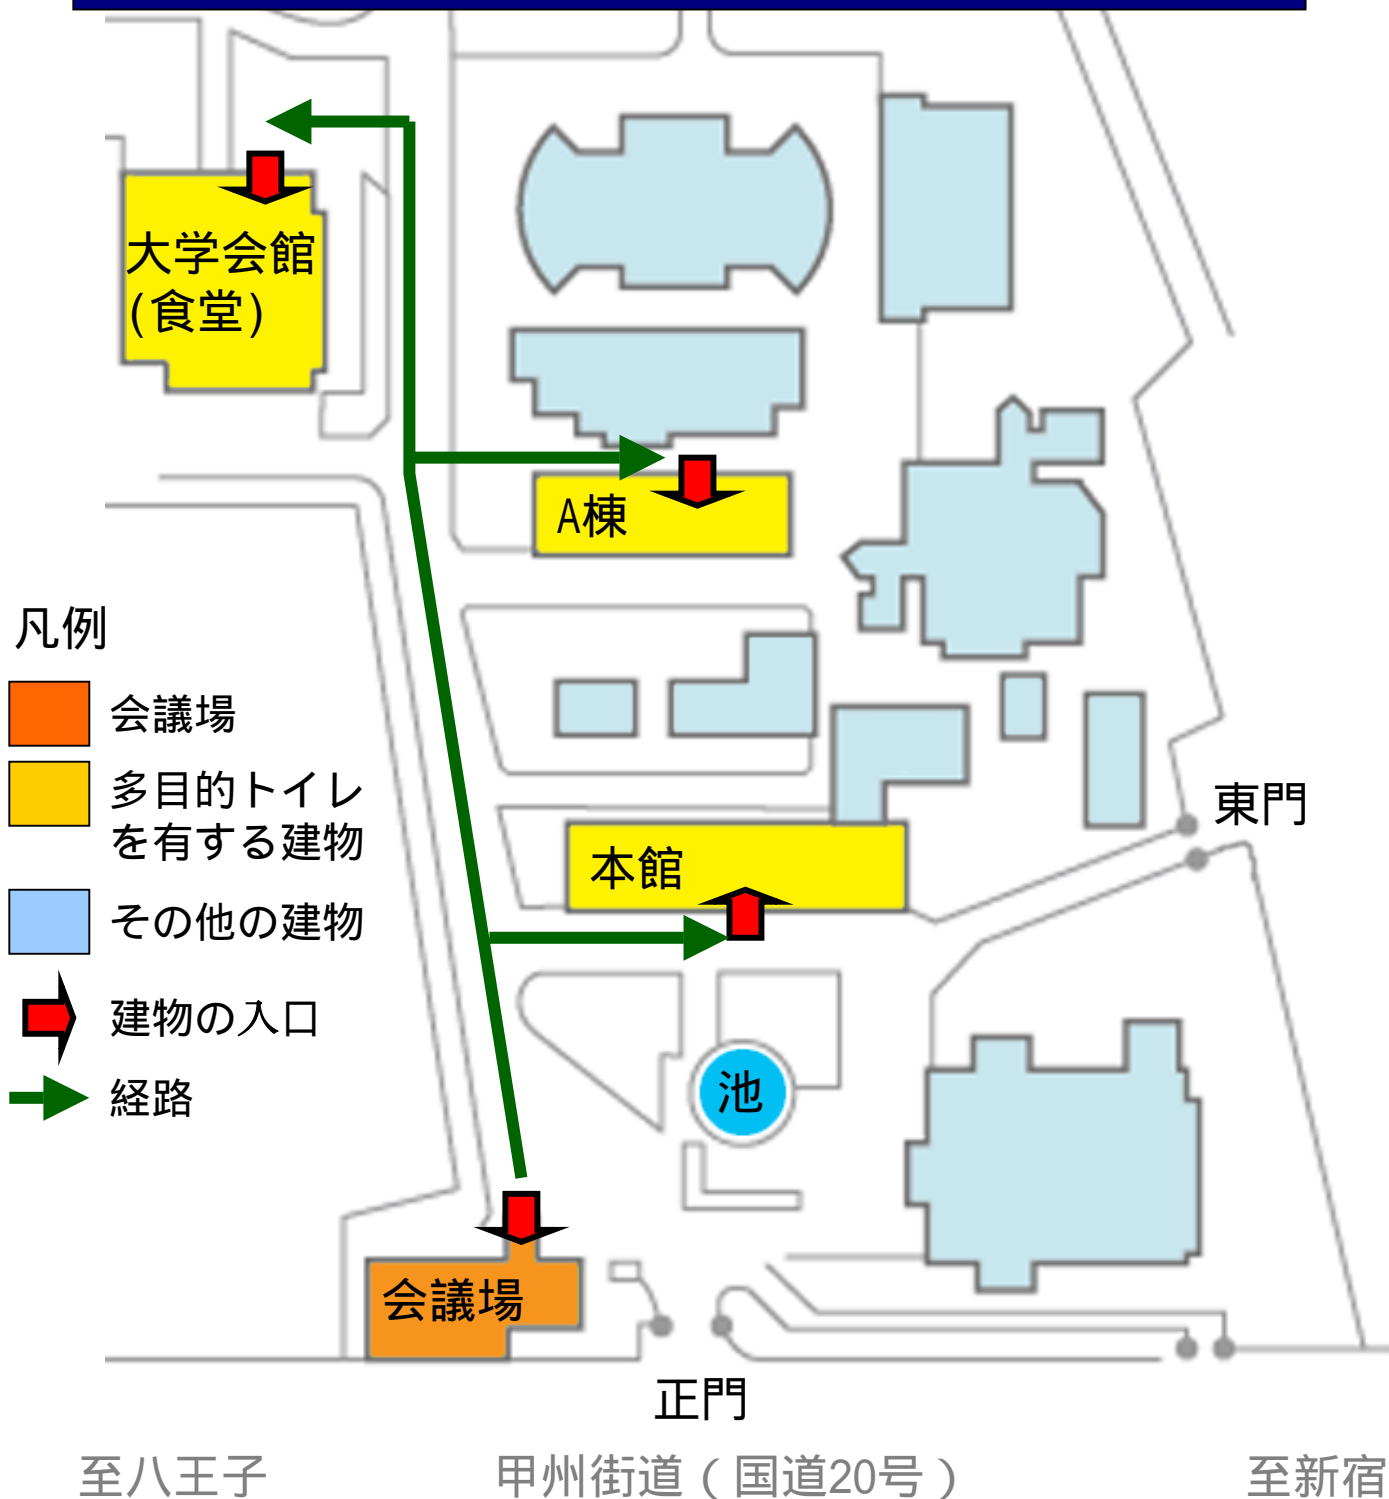 大学会館
(食堂)
A棟
凡例
会議場
多目的トイレ
を有する建物
その他の建物
建物の入口
経路
東門
本館
池
会議場
正門
至八王子
甲州街道（国道20号）
至新宿